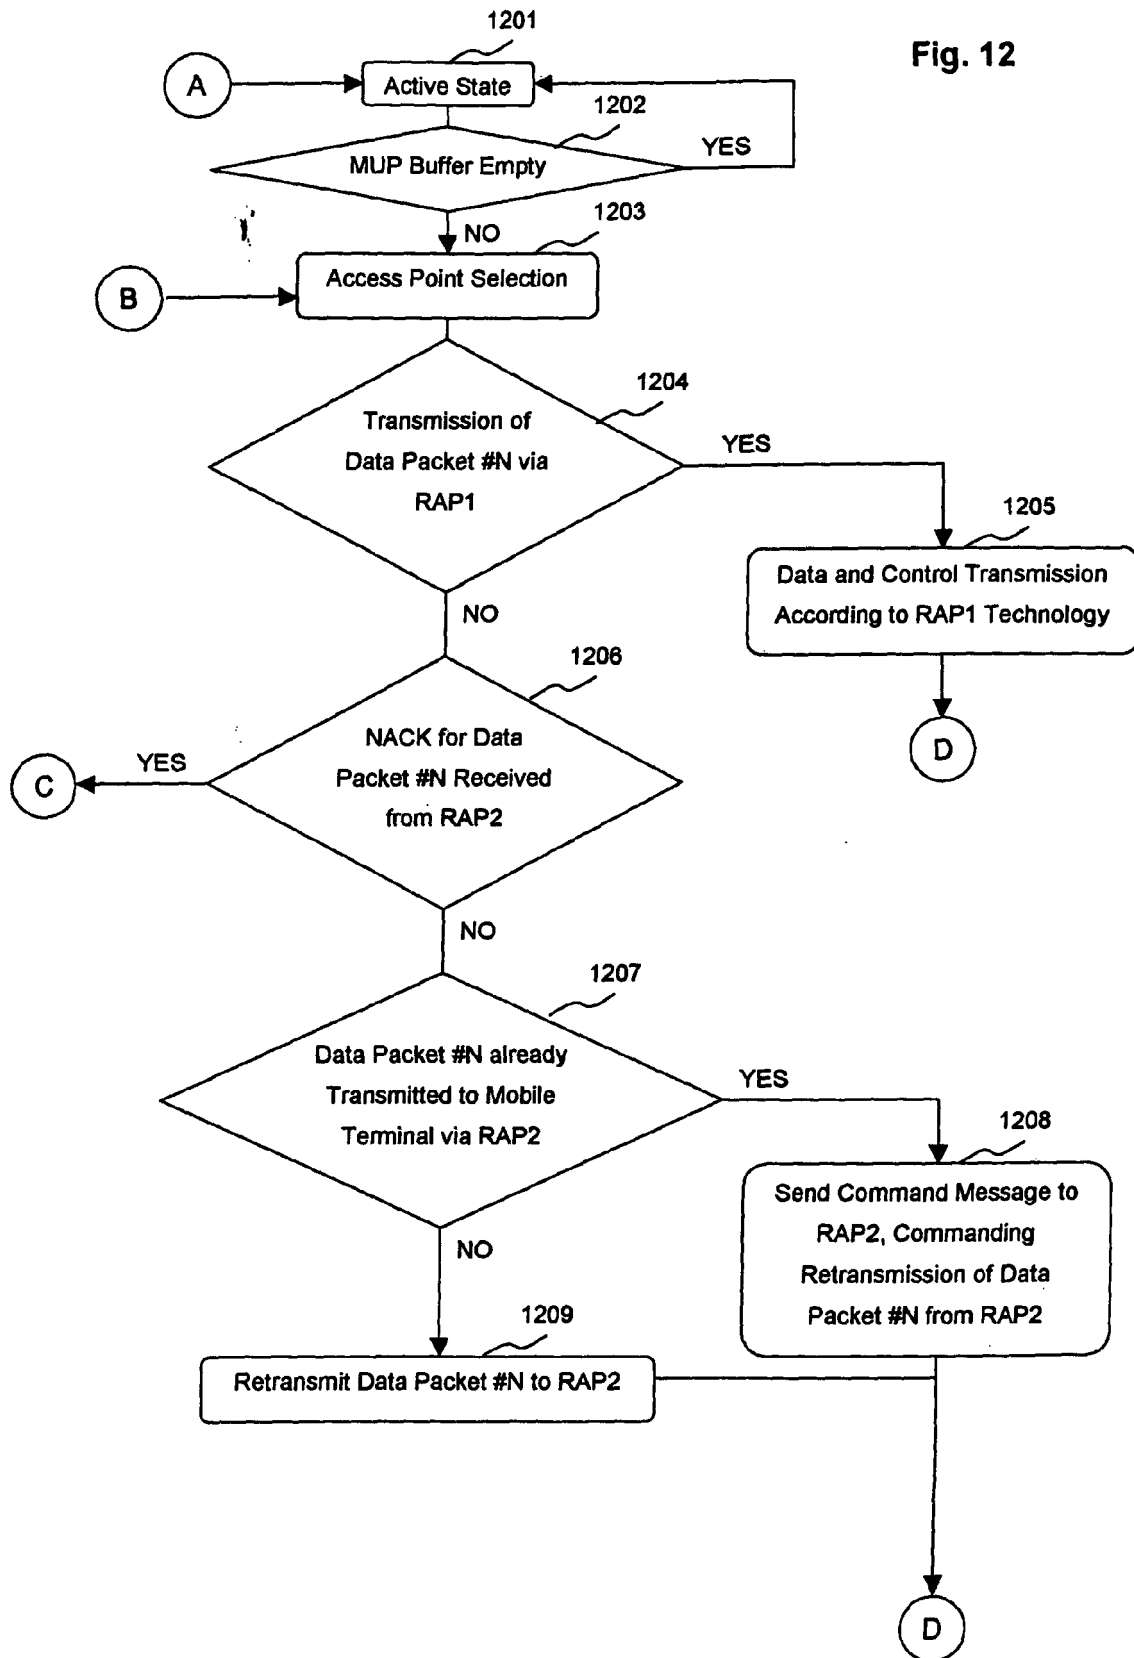 1201
Fig. 12
A
Active State
1202
MUP Buffer Empty
YES
NO
1203
B
Access Point Selection
1204
Transmission of
Data Packet #N via
RAP1
YES
1205
Data and Control Transmission
According to RAP1 Technology
NO
1206
D
NACK for Data
Packet #N Received
from RAP2
YES
C
NO
1207
Data Packet #N already
Transmitted to Mobile
Terminal via RAP2
YES
1208
Send Command Message to
RAP2, Commanding
Retransmission of Data
Packet #N from RAP2
NO
1209
Retransmit Data Packet #N to RAP2
D